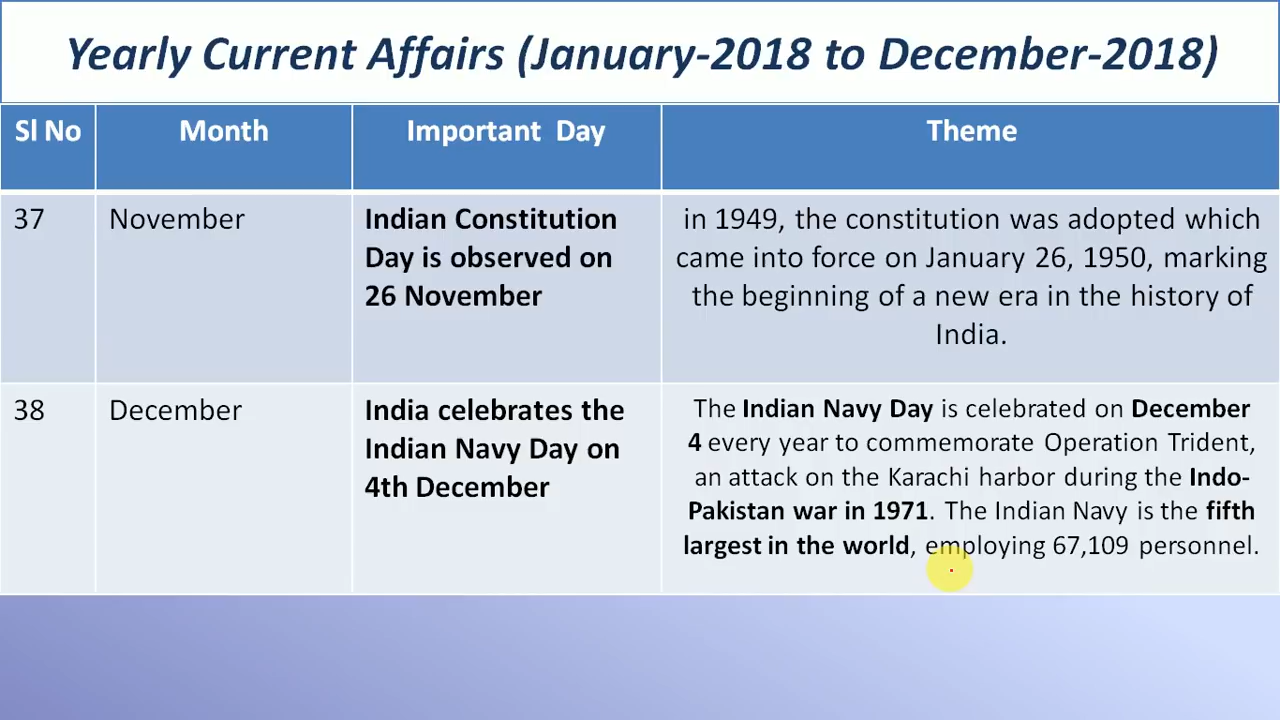 Yearly Current Affairs (January-2018 to December-2018)
Sl No Month Important Day Theme
37
November
Indian Constitution
Day is observed on
26 November
in 1949, the constitution was adopted which
came into force on January 26, 1950, marking
the beginning of a new era in the history of
India.
38
December
India celebrates the
Indian Navy Day on
4th December
The Indian Navy Day is celebrated on December
4 every year to commemorate Operation Trident,
an attack on the Karachi harbor during the Indo-
Pakistan war in 1971. The Indian Navy is the fifth
largest in the world, employing 67,109 personnel.